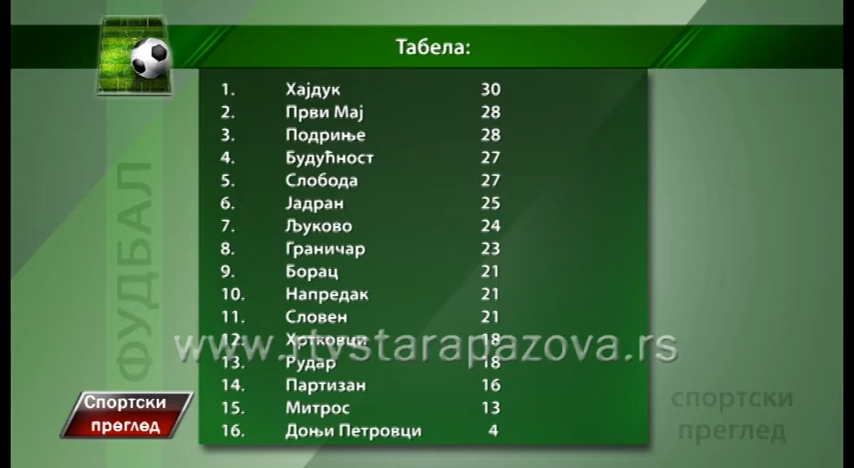 Табела:
1. Хајдук 30
2. Први Мај 28
3. Подриње 28
4. Будућност 27
5. Слобода 27
6. Јадран 25
7. Љуково 24
8. Граничар 23
9. Борац 21
10. Напредак 21
11. Словен 21
12. Хртковци 18
www.rtvstarapazova.rs
13. Рудар 18
14. Партизан 16
15. Митрос 13
16. Доњи Петровци 4
ФУДБАЛ
Спортски
преглед
спортски
преглед